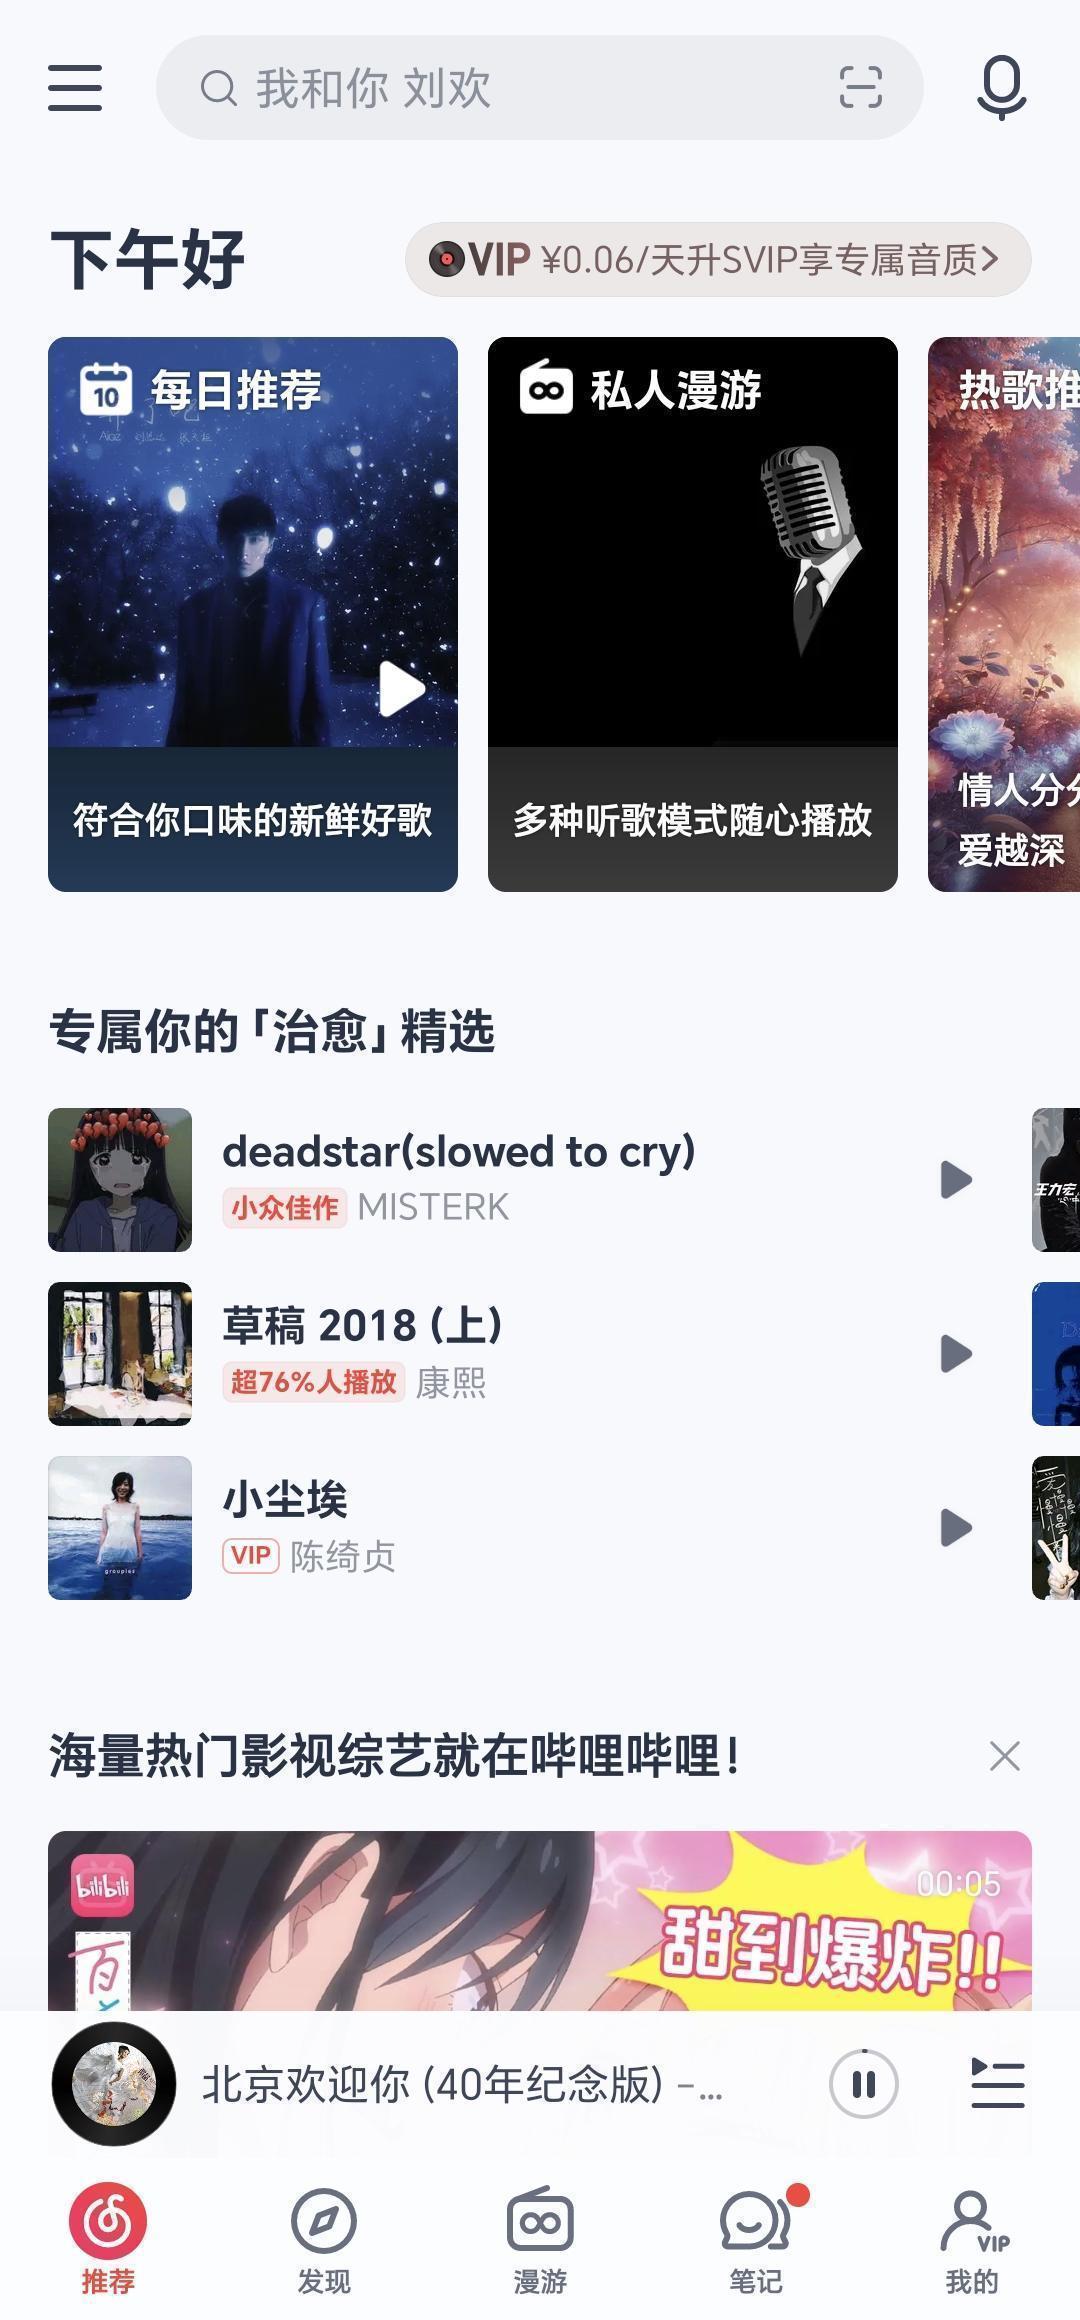 我和你 刘欢
下午好
VIP ¥0.06/天升SVIP享专属音质
10 每日推荐
私人漫游
热歌推
符合你口味的新鲜好歌
多种听歌模式随心播放
情人分
爱越深
专属你的「治愈」精选
deadstar(slowed to cry)
小众佳作 MISTERK
王力宏
草稿 2018 (上)
超76%人播放 康熙
小尘埃
VIP 陈绮贞
groupies
海量热门影视综艺就在哔哩哔哩!
bilibili
00:05
百
甜到爆炸!!
北京欢迎你 (40年纪念版) -...
推荐
发现
漫游
笔记
VIP
我的